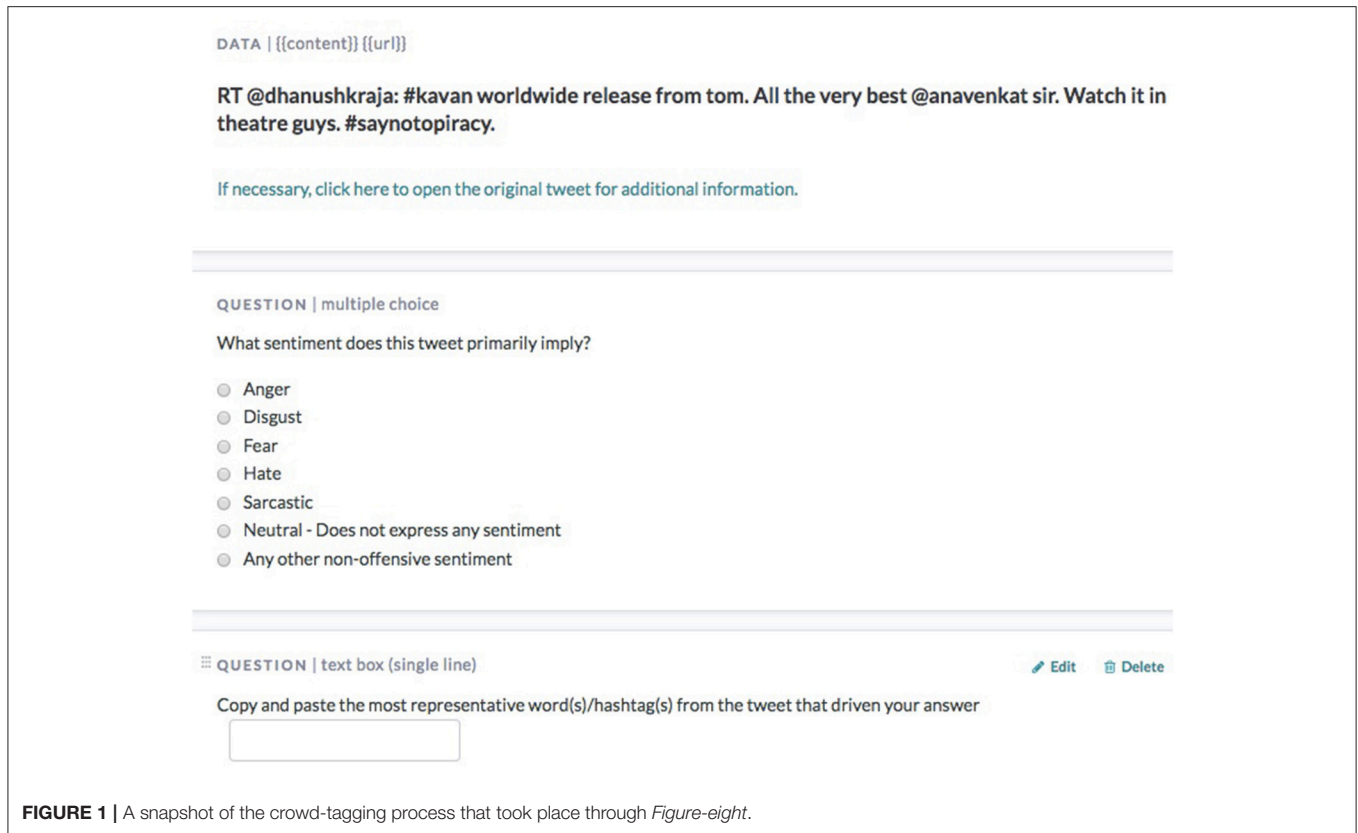 DATA | {{content}} {{url}}
RT @dhanushkraja: #kavan worldwide release from tom. All the very best @anavenkat sir. Watch it in
theatre guys. #saynotopiracy.
If necessary, click here to open the original tweet for additional information.
QUESTION | multiple choice
What sentiment does this tweet primarily imply?
Anger
Disgust
Fear
Hate
Sarcastic
Neutral - Does not express any sentiment
Any other non-offensive sentiment
QUESTION | text box (single line) Edit Delete
Copy and paste the most representative word(s)/hashtag(s) from the tweet that driven your answer
FIGURE 1 | A snapshot of the crowd-tagging process that took place through Figure-eight.